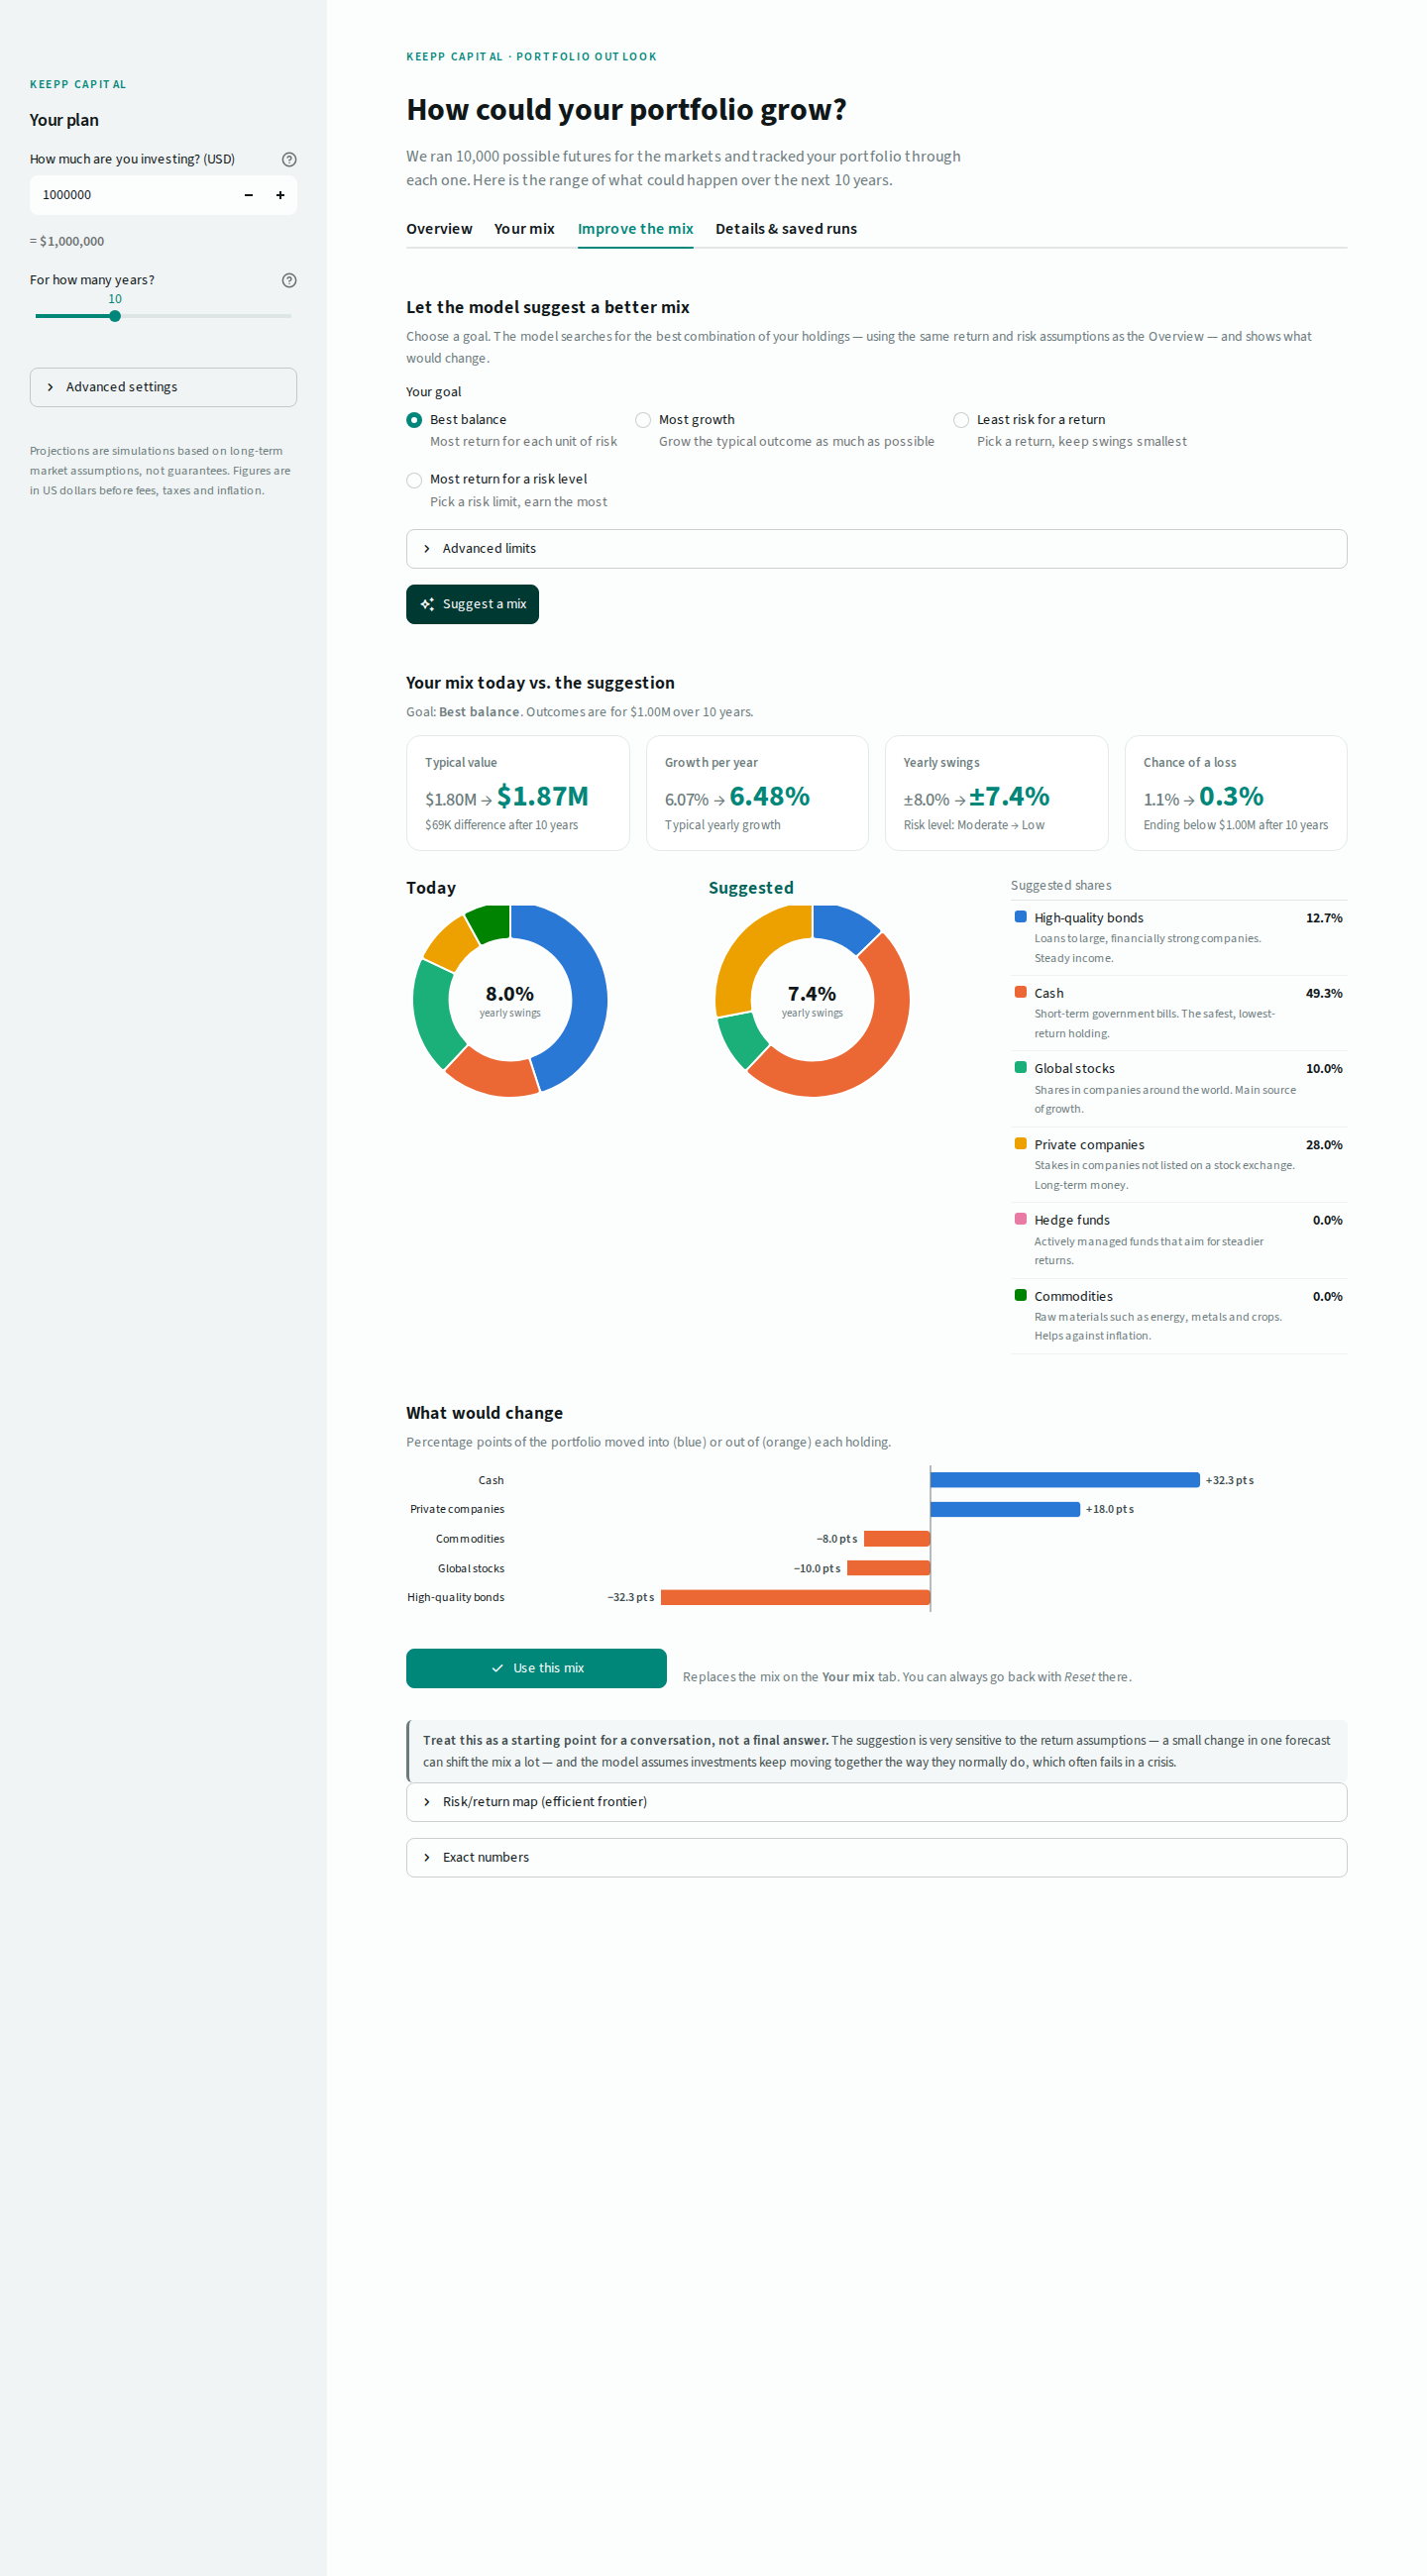 KEEPP CAPITAL
Your plan
How much are you investing? (USD)
1000000
= $1,000,000
For how many years?
10
Advanced settings
Projections are simulations based on long-term
market assumptions, not guarantees. Figures are
in US dollars before fees, taxes and inflation.
KEEPP CAPITAL · PORTFOLIO OUTLOOK
How could your portfolio grow?
We ran 10,000 possible futures for the markets and tracked your portfolio through
each one. Here is the range of what could happen over the next 10 years.
Overview Your mix Improve the mix Details & saved runs
Let the model suggest a better mix
Choose a goal. The model searches for the best combination of your holdings — using the same return and risk assumptions as the Overview — and shows what
would change.
Your goal
Best balance Most growth Least risk for a return
Most return for each unit of risk Grow the typical outcome as much as possible Pick a return, keep swings smallest
Most return for a risk level
Pick a risk limit, earn the most
Advanced limits
Suggest a mix
Your mix today vs. the suggestion
Goal: Best balance. Outcomes are for $1.00M over 10 years.
Typical value
$1.80M → $1.87M
$69K difference after 10 years
Growth per year
6.07% → 6.48%
Typical yearly growth
Yearly swings
±8.0% → ±7.4%
Risk level: Moderate → Low
Chance of a loss
1.1% → 0.3%
Ending below $1.00M after 10 years
Today
8.0%
yearly swings
Suggested
7.4%
yearly swings
Suggested shares
High-quality bonds 12.7%
Loans to large, financially strong companies.
Steady income.
Cash 49.3%
Short-term government bills. The safest, lowest-
return holding.
Global stocks 10.0%
Shares in companies around the world. Main source
of growth.
Private companies 28.0%
Stakes in companies not listed on a stock exchange.
Long-term money.
Hedge funds 0.0%
Actively managed funds that aim for steadier
returns.
Commodities 0.0%
Raw materials such as energy, metals and crops.
Helps against inflation.
What would change
Percentage points of the portfolio moved into (blue) or out of (orange) each holding.
Cash +32.3 pts
Private companies +18.0 pts
Commodities −8.0 pts
Global stocks −10.0 pts
High-quality bonds −32.3 pts
Use this mix
Replaces the mix on the Your mix tab. You can always go back with Reset there.
Treat this as a starting point for a conversation, not a final answer. The suggestion is very sensitive to the return assumptions — a small change in one forecast
can shift the mix a lot — and the model assumes investments keep moving together the way they normally do, which often fails in a crisis.
Risk/return map (efficient frontier)
Exact numbers